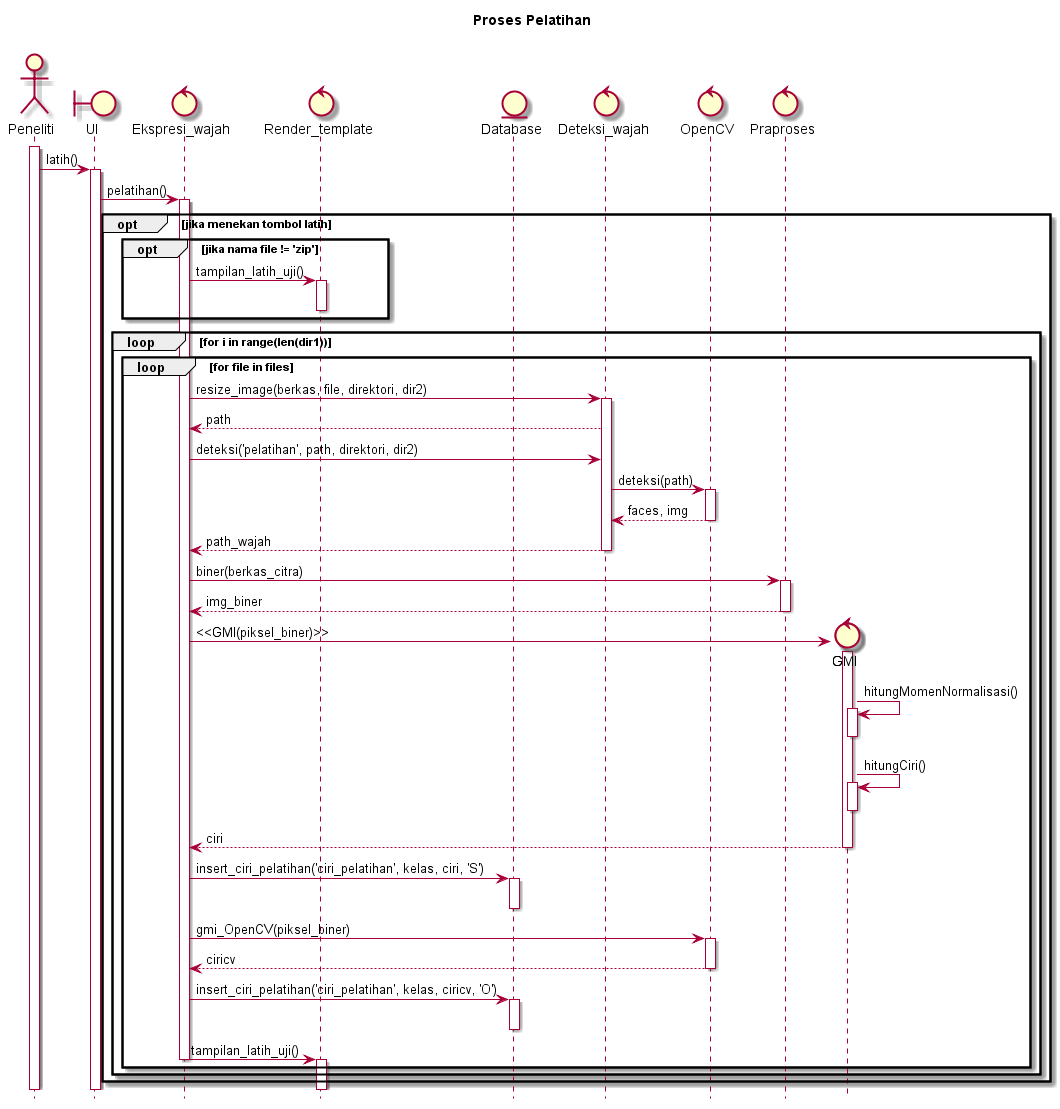 Proses Pelatihan
Peneliti UI Ekspresi_wajah Render_template Database Deteksi_wajah OpenCV Praproses
latih()
pelatihan()
opt [jika menekan tombol latih]
opt [jika nama file != 'zip']
tampilan_latih_uji()
loop [for i in range(len(dir1))]
loop [for file in files]
resize_image(berkas, file, direktori, dir2)
path
deteksi('pelatihan', path, direktori, dir2)
deteksi(path)
faces, img
path_wajah
biner(berkas_citra)
img_biner
<<GMI(piksel_biner)>>
GMI
hitungMomenNormalisasi()
hitungCiri()
ciri
insert_ciri_pelatihan('ciri_pelatihan', kelas, ciri, 'S')
gmi_OpenCV(piksel_biner)
ciricv
insert_ciri_pelatihan('ciri_pelatihan', kelas, ciricv, 'O')
tampilan_latih_uji()